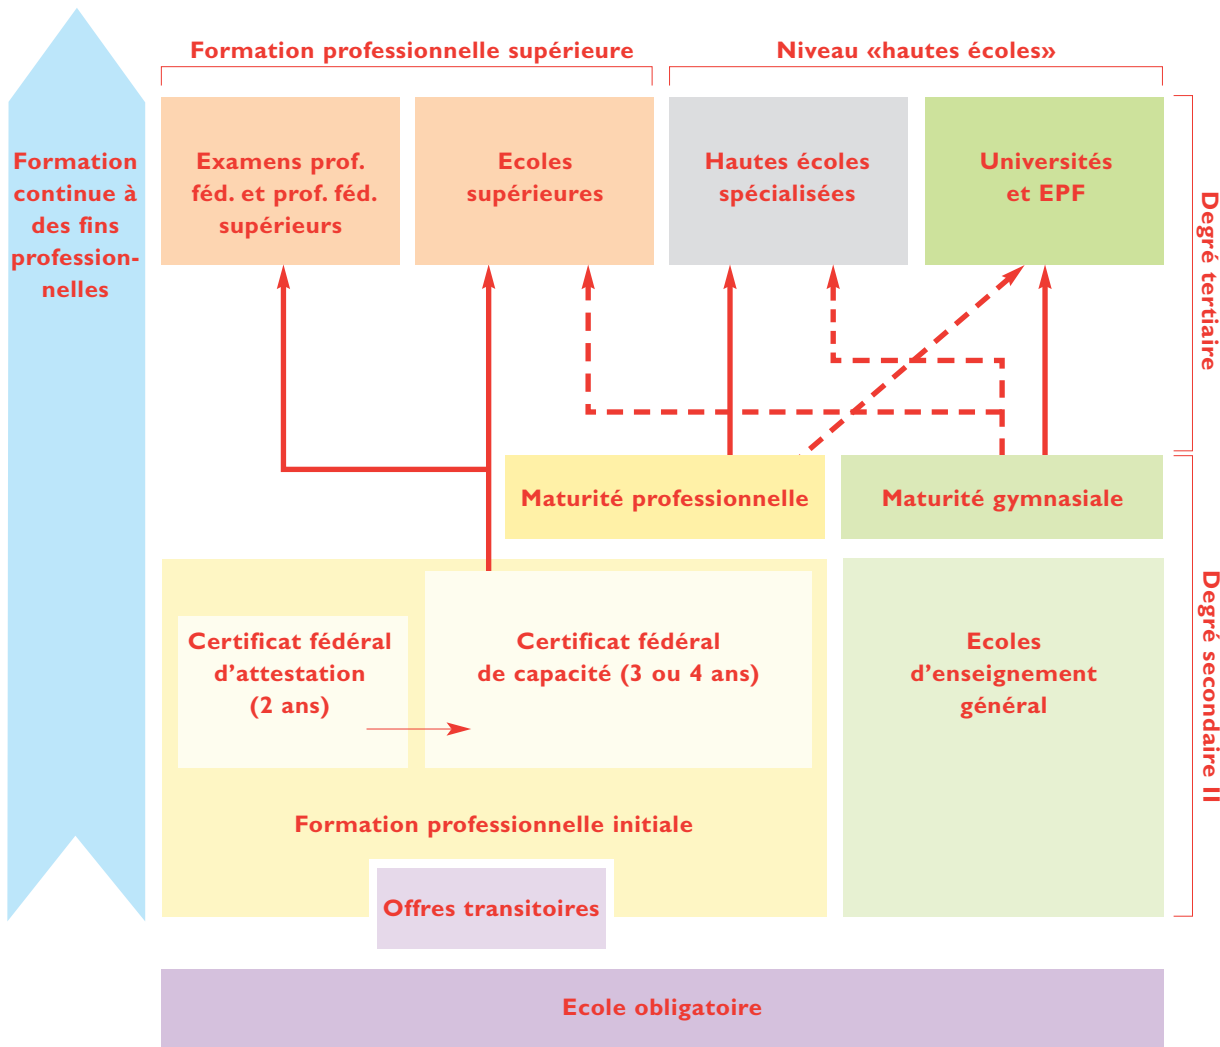 Formation professionnelle supérieure
Niveau «hautes écoles»
Formation
continue à
des fins
profession-
nelles
Examens prof.
féd. et prof. féd.
supérieurs
Ecoles
supérieures
Hautes écoles
spécialisées
Universités
et EPF
Degré tertiaire
Maturité professionnelle
Maturité gymnasiale
Certificat fédéral
d’attestation
(2 ans)
Certificat fédéral
de capacité (3 ou 4 ans)
Ecoles
d’enseignement
général
Degré secondaire II
Formation professionnelle initiale
Offres transitoires
Ecole obligatoire